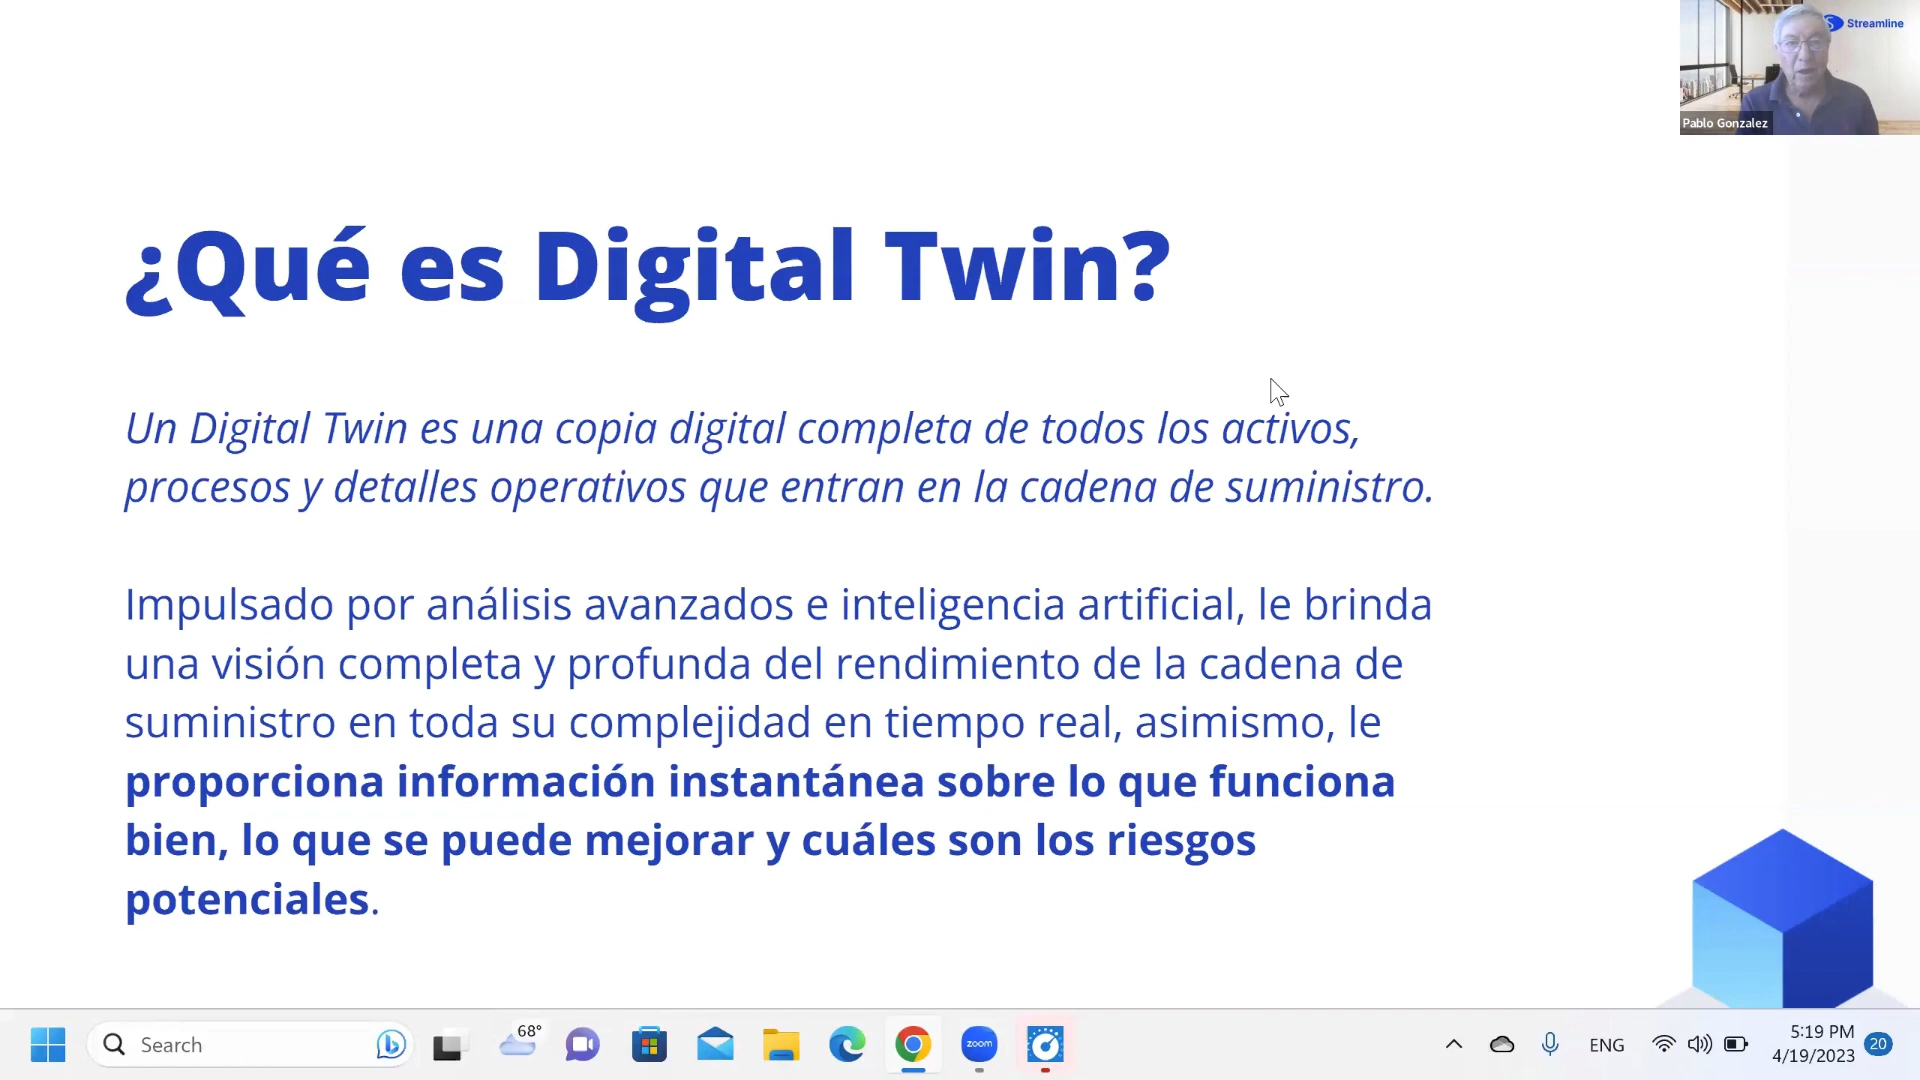 Streamline
Pablo Gonzalez
¿Qué es Digital Twin?
Un Digital Twin es una copia digital completa de todos los activos,
procesos y detalles operativos que entran en la cadena de suministro.
Impulsado por análisis avanzados e inteligencia artificial, le brinda
una visión completa y profunda del rendimiento de la cadena de
suministro en toda su complejidad en tiempo real, asimismo, le
proporciona información instantánea sobre lo que funciona
bien, lo que se puede mejorar y cuáles son los riesgos
potenciales.
Search
68°
zoom
ENG
5:19 PM
4/19/2023
20